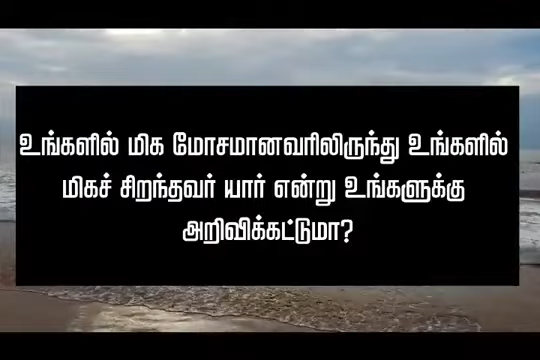 உங்களில் மிக மோசமானவரிலிருந்து உங்களில்
மிகச் சிறந்தவர் யார் என்று உங்களுக்கு
அறிவிக்கட்டுமா?